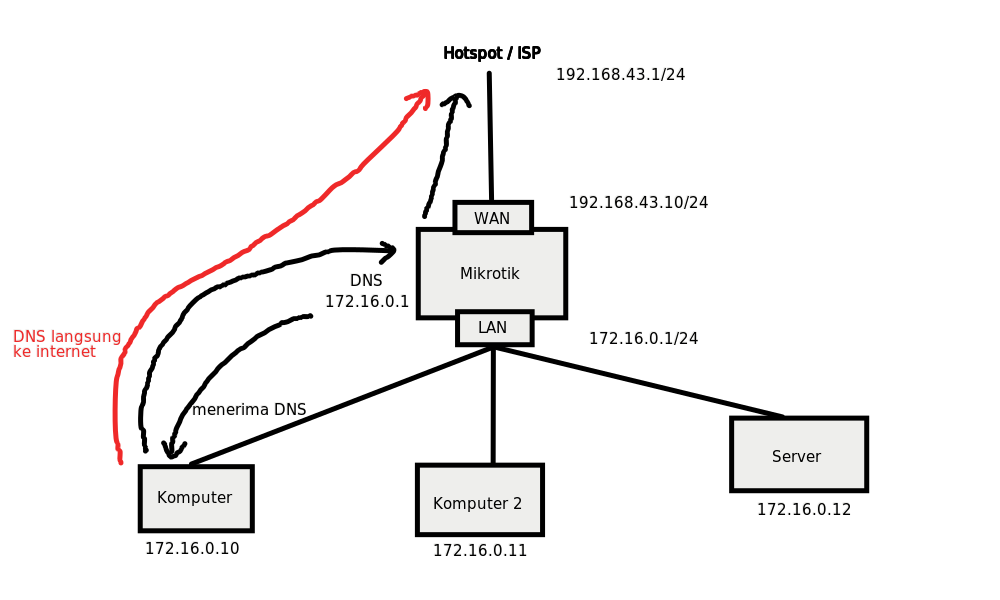 Hotspot / ISP
192.168.43.1/24
192.168.43.10/24
WAN
Mikrotik
DNS
172.16.0.1
LAN
172.16.0.1/24
DNS langsung
ke internet
menerima DNS
Komputer
172.16.0.10
Komputer 2
172.16.0.11
Server
172.16.0.12